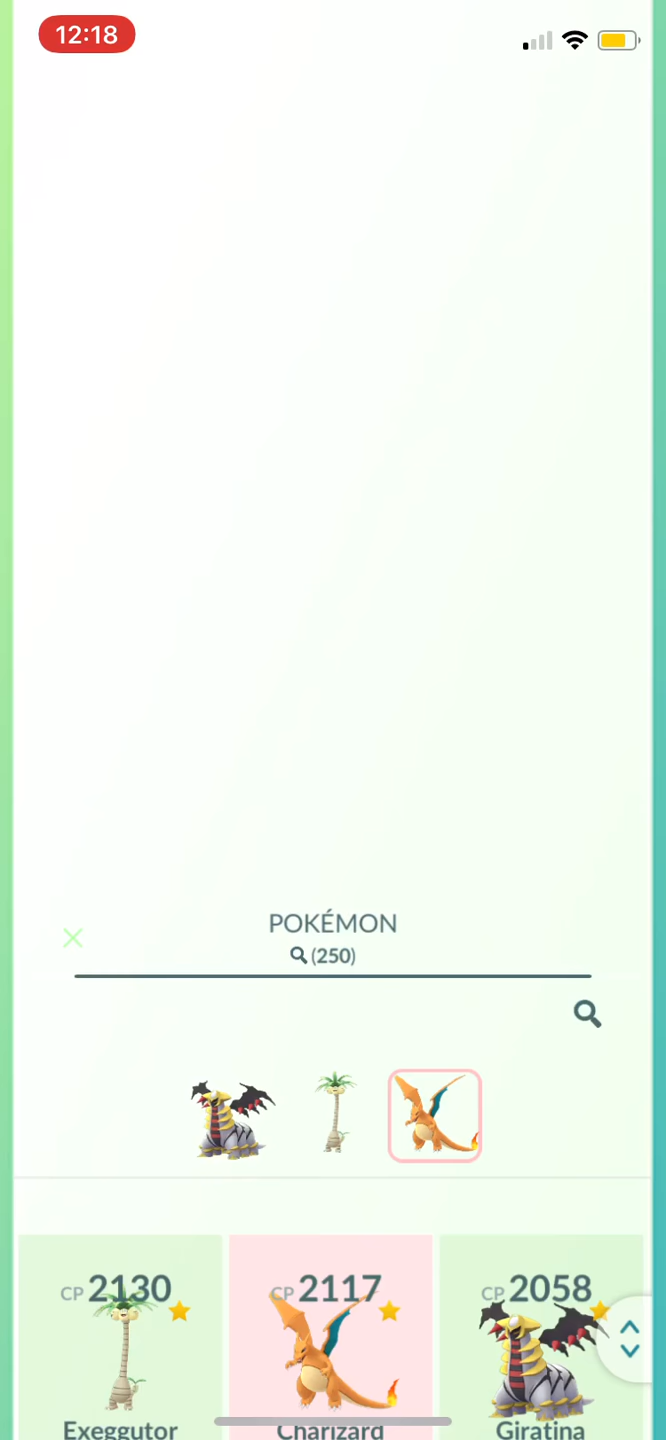 12:18
POKÉMON
(250)
CP 2130
CP 2117
CP 2058
Exeggutor
Charizard
Giratina